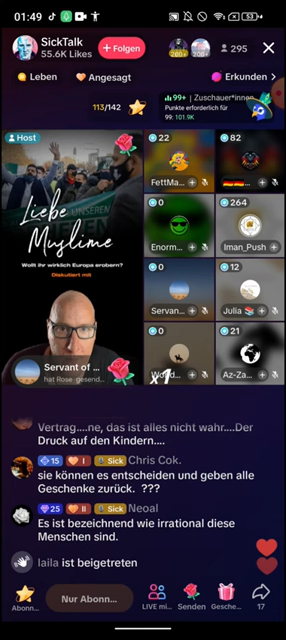 01:49
53
SickTalk
55.6K Likes
+ Folgen
200+
200+
295
Leben
Angesagt
Erkunden >
113/142
99+ | Zuschauer*innen
Punkte erforderlich für
99: 101.9K
Host
Liebe
Muslime
Wollt ihr wirklich Europa erobern?
Diskutiert mit
Servant of ...
hat Rose gesend...
22
FettMa...
82
0
Enorm...
264
Iman_Push
0
Servan...
12
Julia
0
x1
21
Az-Za...
Vertrag....ne, das ist alles nicht wahr....Der
Druck auf den Kindern....
15 I Sick Chris Cok.
sie können es entscheiden und geben alle
Geschenke zurück. ???
25 II Sick Neoal
Es ist bezeichnend wie irrational diese
Menschen sind.
laila ist beigetreten
Abonn...
Nur Abonn...
LIVE mi...
Senden
Gesche...
17